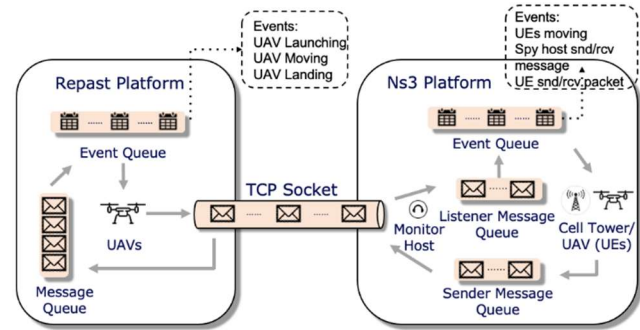 Events:
UAV Launching
UAV Moving
UAV Landing
Events:
UEs moving
Spy host snd/rcv
message
UE snd/rcv packet
Repast Platform
Event Queue
UAVs
Message
Queue
TCP Socket
Ns3 Platform
Event Queue
Listener Message
Queue
Monitor
Host
Cell Tower/
UAV (UEs)
Sender Message
Queue